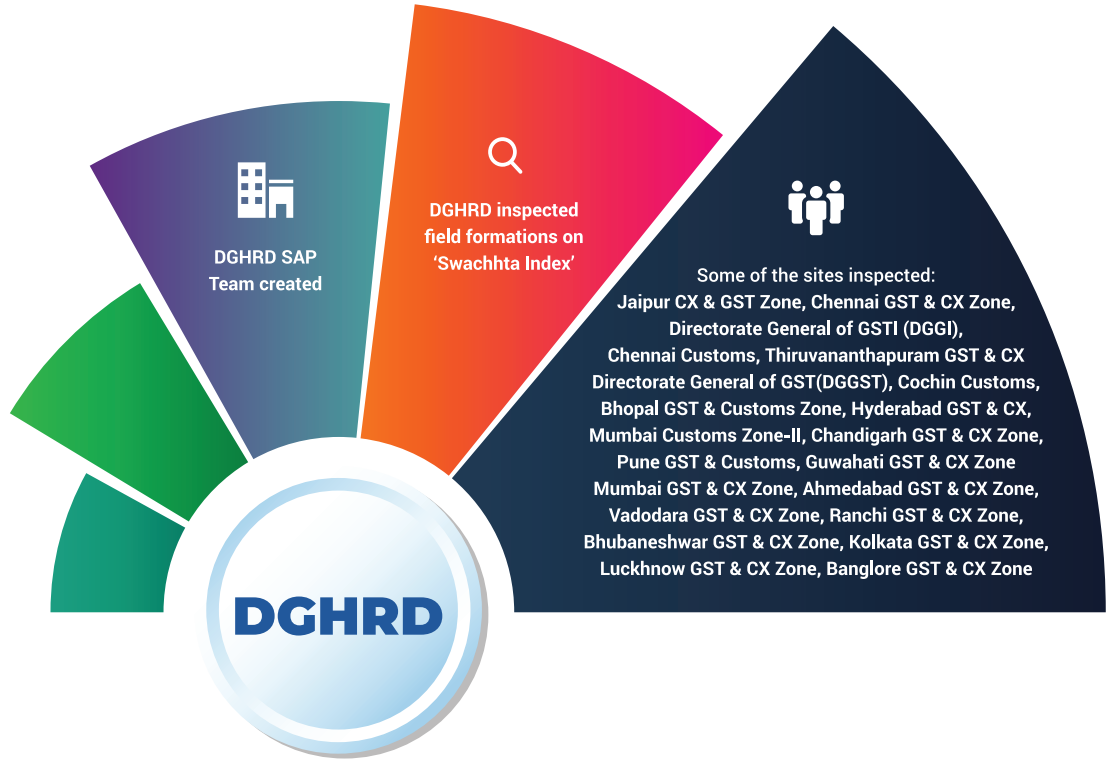 DGHRD SAP
Team created
DGHRD inspected
field formations on
‘Swachhta Index’
Some of the sites inspected:
Jaipur CX & GST Zone, Chennai GST & CX Zone,
Directorate General of GSTI (DGGI),
Chennai Customs, Thiruvananthapuram GST & CX
Directorate General of GST(DGGST), Cochin Customs,
Bhopal GST & Customs Zone, Hyderabad GST & CX,
Mumbai Customs Zone-II, Chandigarh GST & CX Zone,
Pune GST & Customs, Guwahati GST & CX Zone
Mumbai GST & CX Zone, Ahmedabad GST & CX Zone,
Vadodara GST & CX Zone, Ranchi GST & CX Zone,
Bhubaneshwar GST & CX Zone, Kolkata GST & CX Zone,
Luckhnow GST & CX Zone, Banglore GST & CX Zone
DGHRD